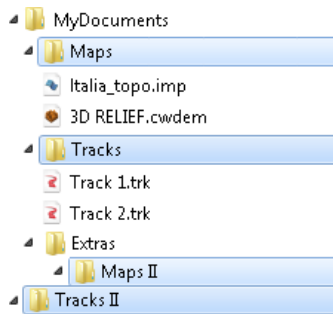 MyDocuments
Maps
Italia_topo.imp
3D RELIEF.cwdem
Tracks
Track 1.trk
Track 2.trk
Extras
Maps II
Tracks II